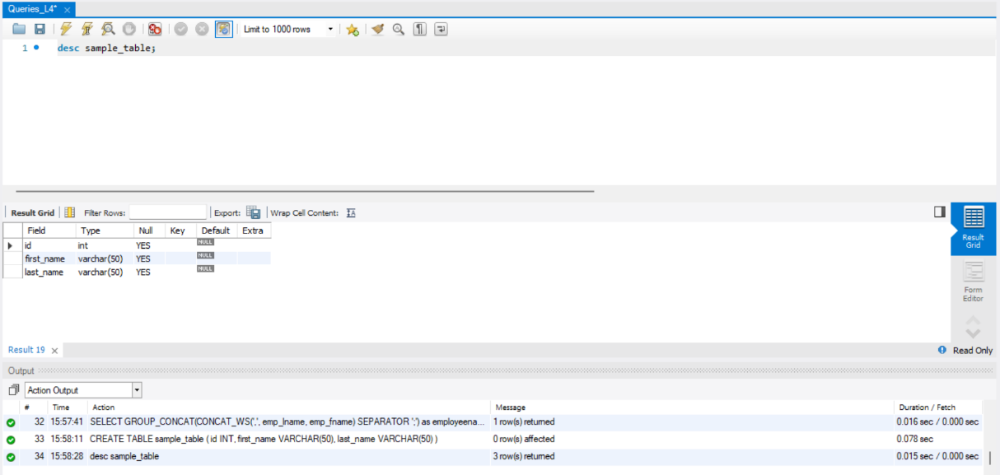 Queries_L4* ×
Limit to 1000 rows
1 desc sample_table;
Result Grid Filter Rows: Export: Wrap Cell Content:
Field Type Null Key Default Extra
id int YES NULL
first_name varchar(50) YES NULL
last_name varchar(50) YES NULL
Result
Grid
Form
Editor
Result 19 ×
Read Only
Output
Action Output
# Time Action Message Duration / Fetch
32 15:57:41 SELECT GROUP_CONCAT(CONCAT_WS(',', emp_lname, emp_fname) SEPARATOR ';') as employeena... 1 row(s) returned 0.016 sec / 0.000 sec
33 15:58:11 CREATE TABLE sample_table ( id INT, first_name VARCHAR(50), last_name VARCHAR(50) ) 0 row(s) affected 0.078 sec
34 15:58:28 desc sample_table 3 row(s) returned 0.015 sec / 0.000 sec